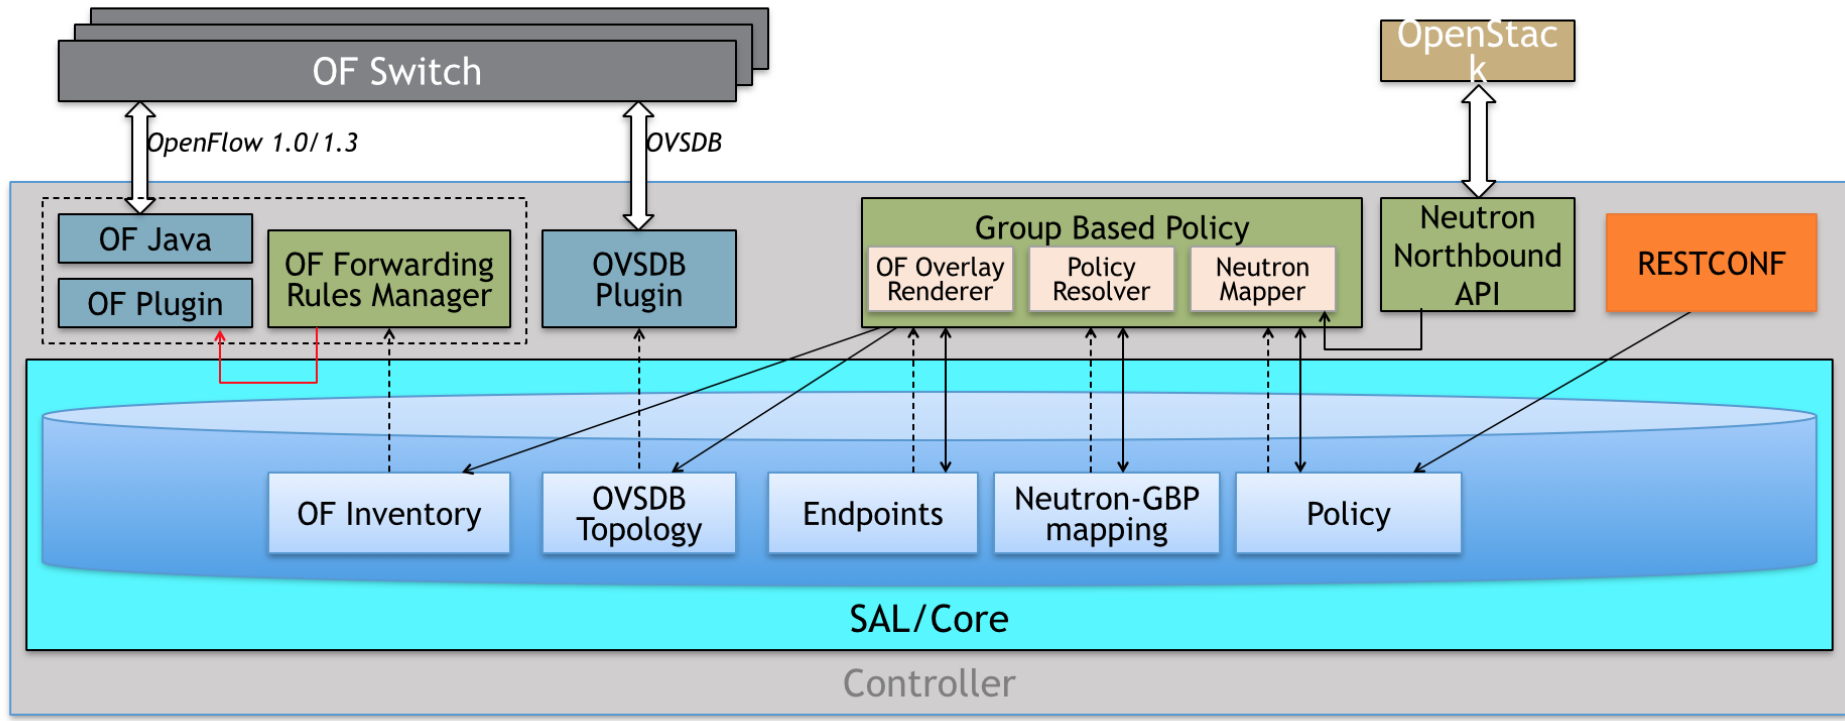 OF Switch
OpenStac
k
OpenFlow 1.0/1.3
OVSDB
OF Java
OF Plugin
OF Forwarding
Rules Manager
OVSDB
Plugin
Group Based Policy
OF Overlay
Renderer
Policy
Resolver
Neutron
Mapper
Neutron
Northbound
API
RESTCONF
OF Inventory
OVSDB
Topology
Endpoints
Neutron-GBP
mapping
Policy
SAL/Core
Controller